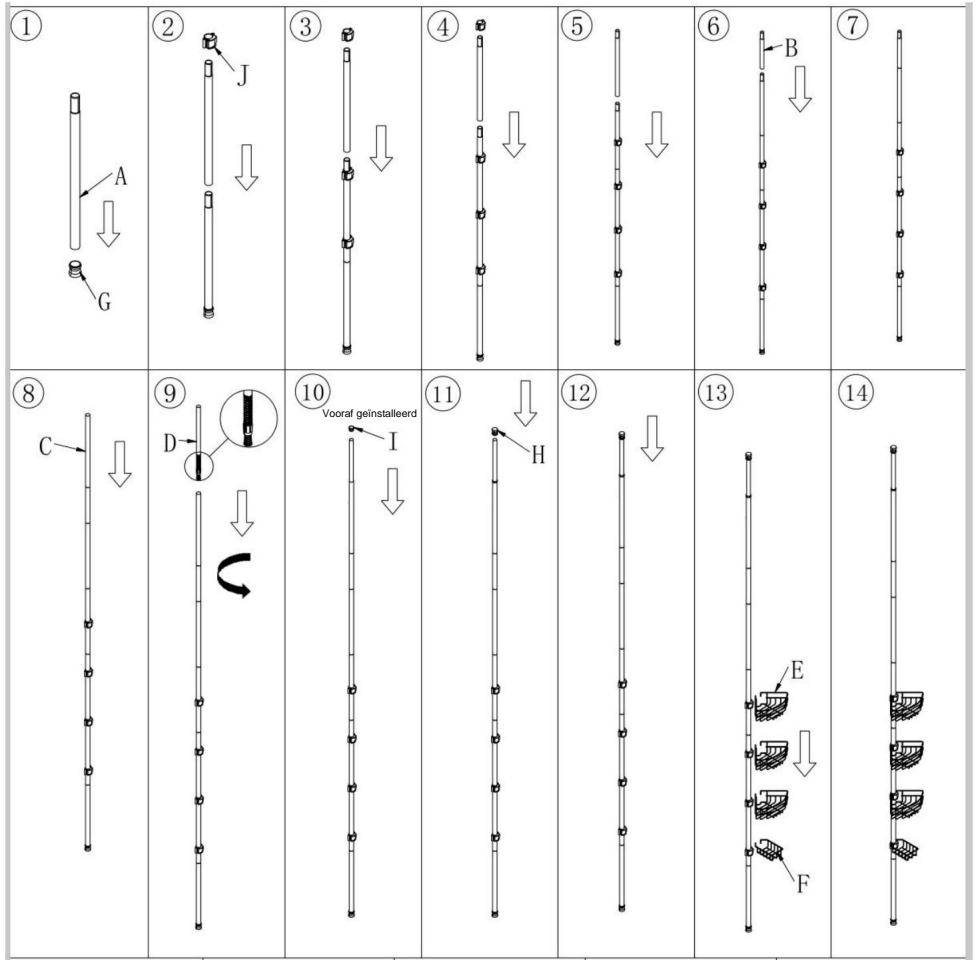 ①
A
G
②
J
③
④
⑤
⑥
B
⑦
⑧
C
⑨
D
⑩
Vooraf geïnstalleerd
I
⑪
H
⑫
⑬
E
F
⑭